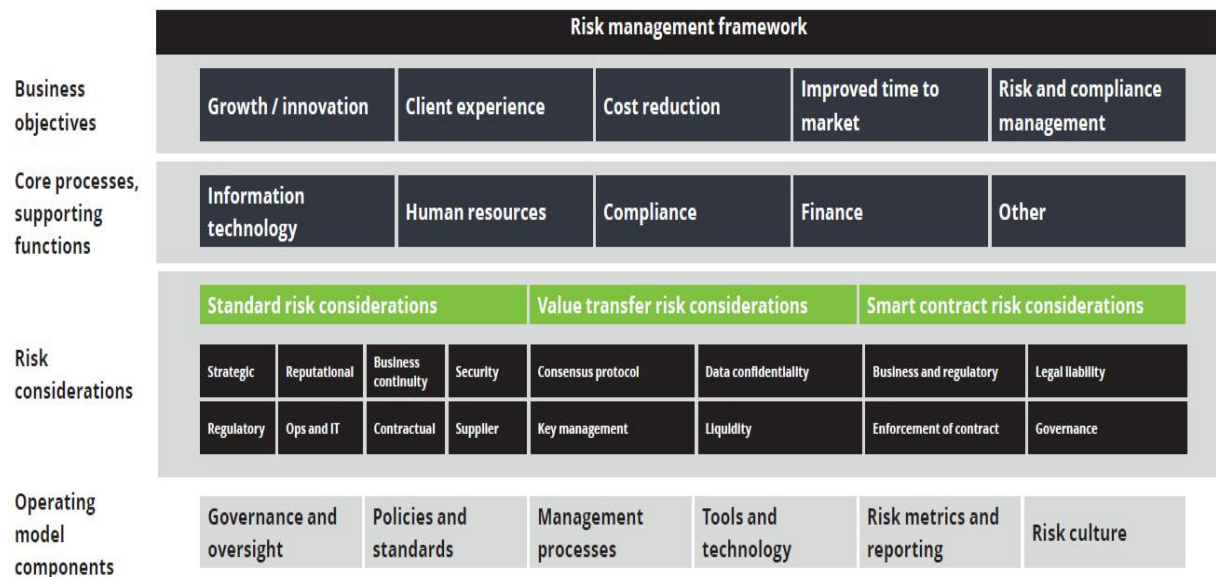 Risk management framework
Business
objectives
Growth / innovation
Client experience
Cost reduction
Improved time to
market
Risk and compliance
management
Core processes,
supporting
functions
Information
technology
Human resources
Compliance
Finance
Other
Risk
considerations
Standard risk considerations
Value transfer risk considerations
Smart contract risk considerations
Strategic
Reputational
Business
continuity
Security
Consensus protocol
Data confidentiality
Business and regulatory
Legal liability
Regulatory
Ops and IT
Contractual
Supplier
Key management
Liquidity
Enforcement of contract
Governance
Operating
model
components
Governance and
oversight
Policies and
standards
Management
processes
Tools and
technology
Risk metrics and
reporting
Risk culture